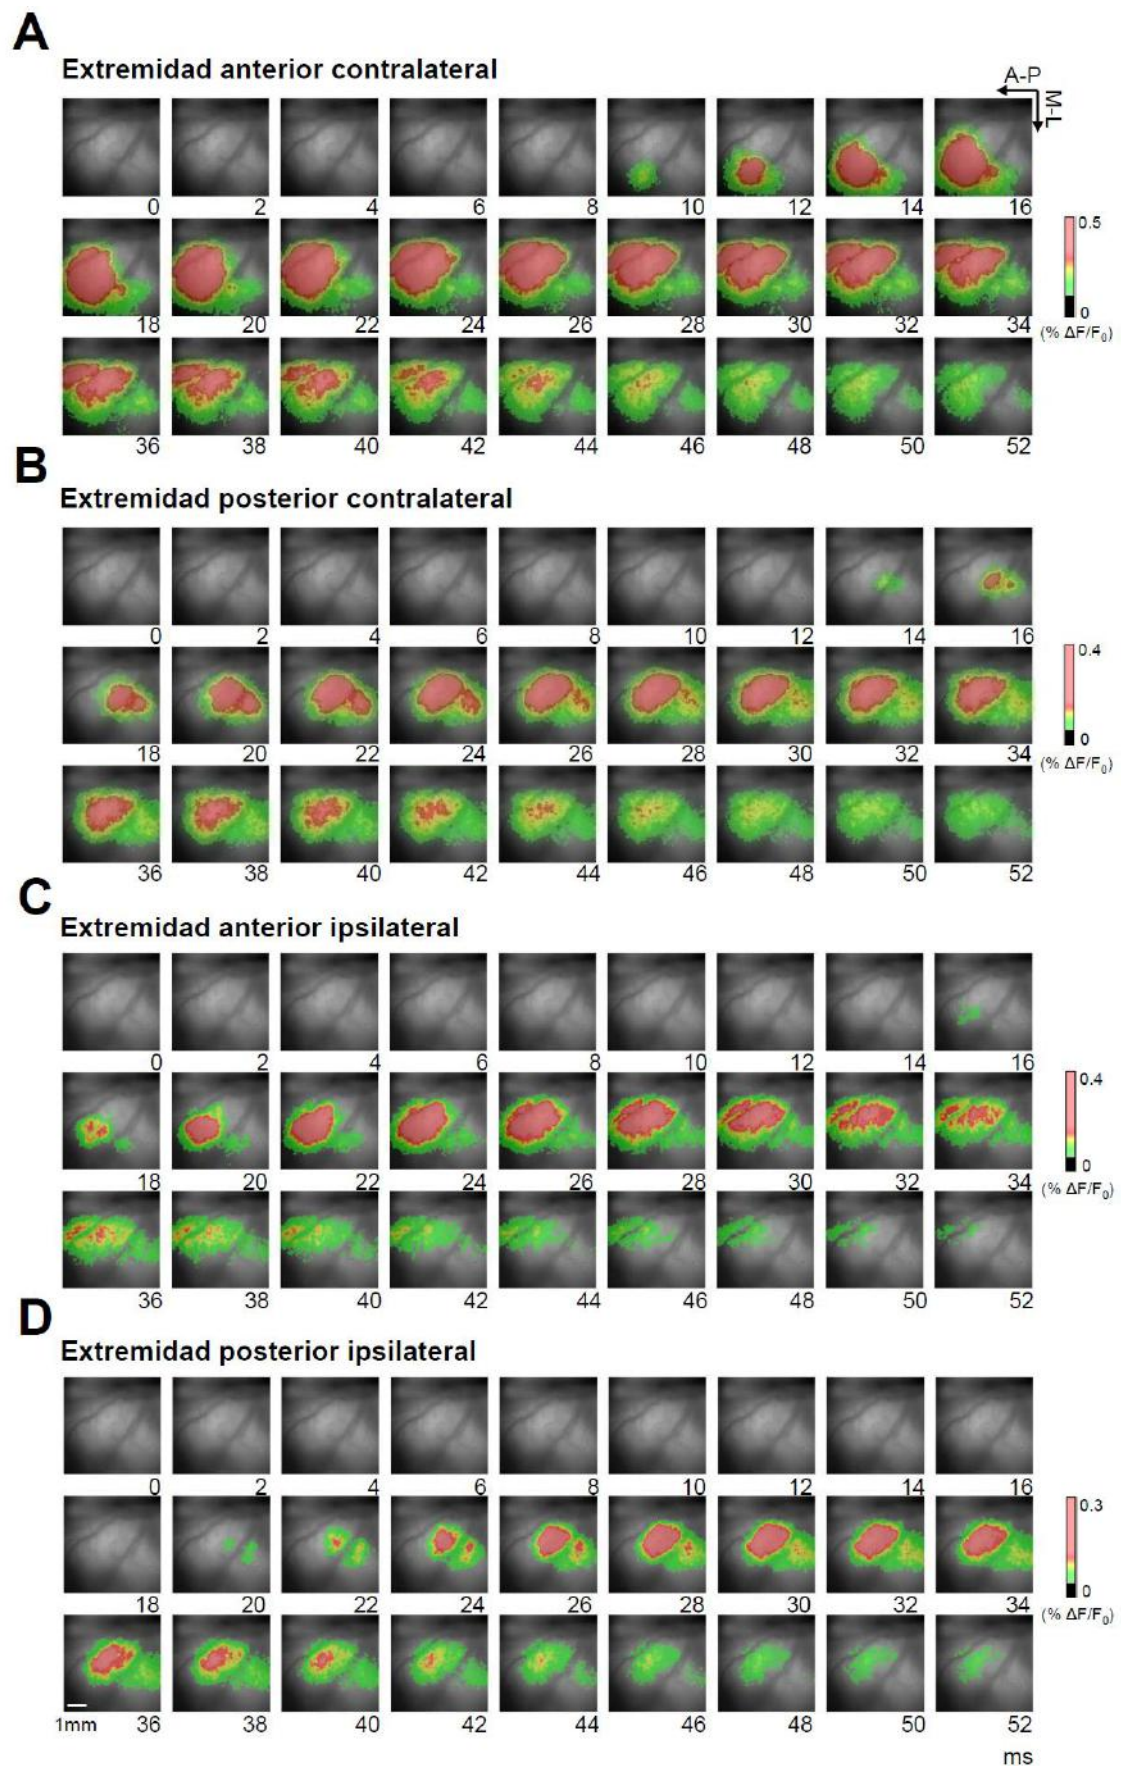 A
Extremidad anterior contralateral
A-P
M-L
0 2 4 6 8 10 12 14 16
0.5
18 20 22 24 26 28 30 32 34
0
(% ΔF/F0)
36 38 40 42 44 46 48 50 52
B
Extremidad posterior contralateral
0 2 4 6 8 10 12 14 16
0.4
18 20 22 24 26 28 30 32 34
0
(% ΔF/F0)
36 38 40 42 44 46 48 50 52
C
Extremidad anterior ipsilateral
0 2 4 6 8 10 12 14 16
0.4
18 20 22 24 26 28 30 32 34
0
(% ΔF/F0)
36 38 40 42 44 46 48 50 52
D
Extremidad posterior ipsilateral
0 2 4 6 8 10 12 14 16
0.3
18 20 22 24 26 28 30 32 34
0
(% ΔF/F0)
1mm 36 38 40 42 44 46 48 50 52
ms